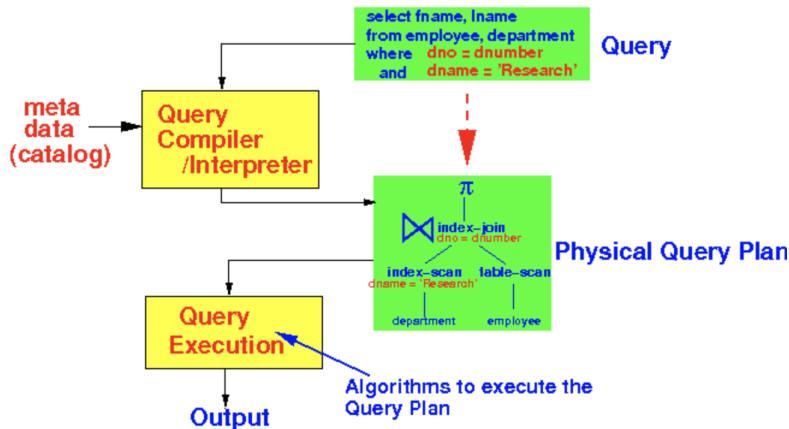 select fname, lname
from employee, department
where dno = dnumber
and dname = 'Research'
Query
meta
data
(catalog)
Query
Compiler
/Interpreter
π
index-join
dno = dnumber
index-scan
dname = 'Research'
table-scan
department
employee
Physical Query Plan
Query
Execution
Algorithms to execute the
Query Plan
Output